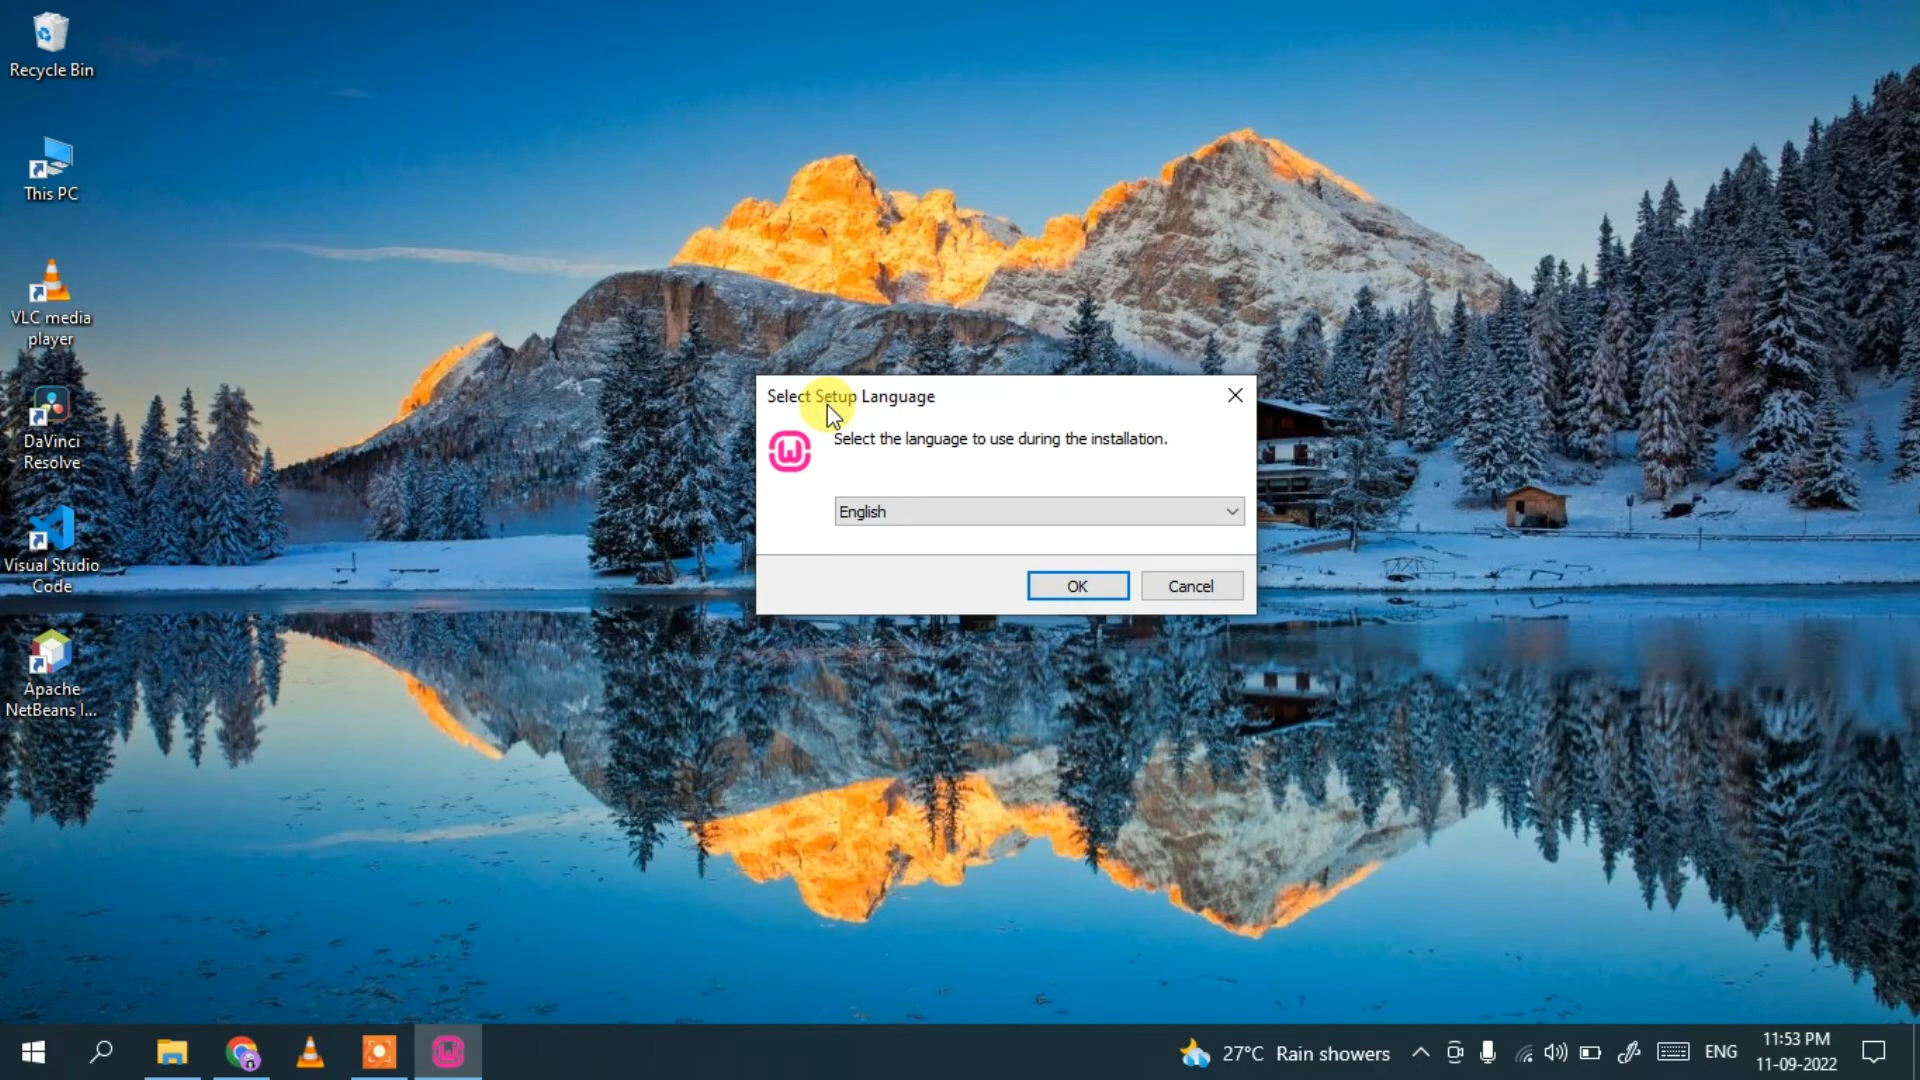 Recycle Bin
This PC
VLC media
player
DaVinci
Resolve
Visual Studio
Code
Apache
NetBeans I...
Select Setup Language
Select the language to use during the installation.
English
OK
Cancel
27°C Rain showers
ENG
11:53 PM
11-09-2022